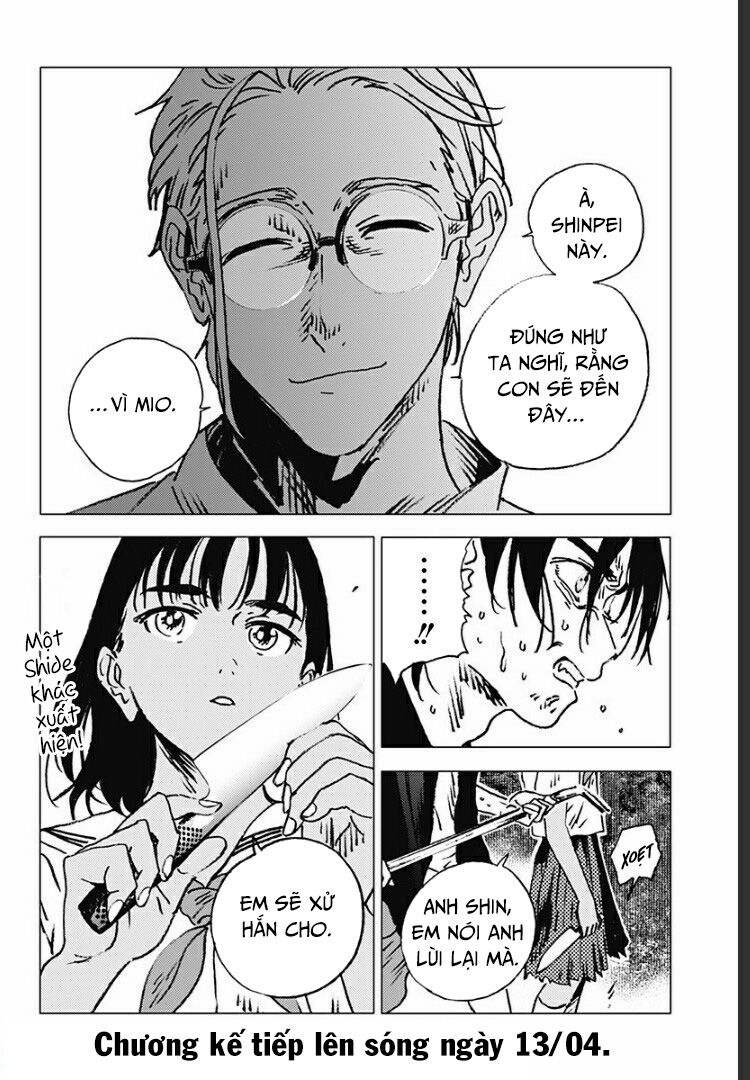 À,
SHINPEI
NÀY.
ĐÚNG NHƯ
TA NGHĨ, RẰNG
CON SẼ ĐẾN
ĐÂY...
...VÌ MIO.
......!!
Một
Shide
khác
xuất
hiện!
XOẸT
ANH SHIN,
EM NÓI ANH
LÙI LẠI MÀ.
EM SẼ XỬ
HẮN CHO.
Chương kế tiếp lên sóng ngày 13/04.